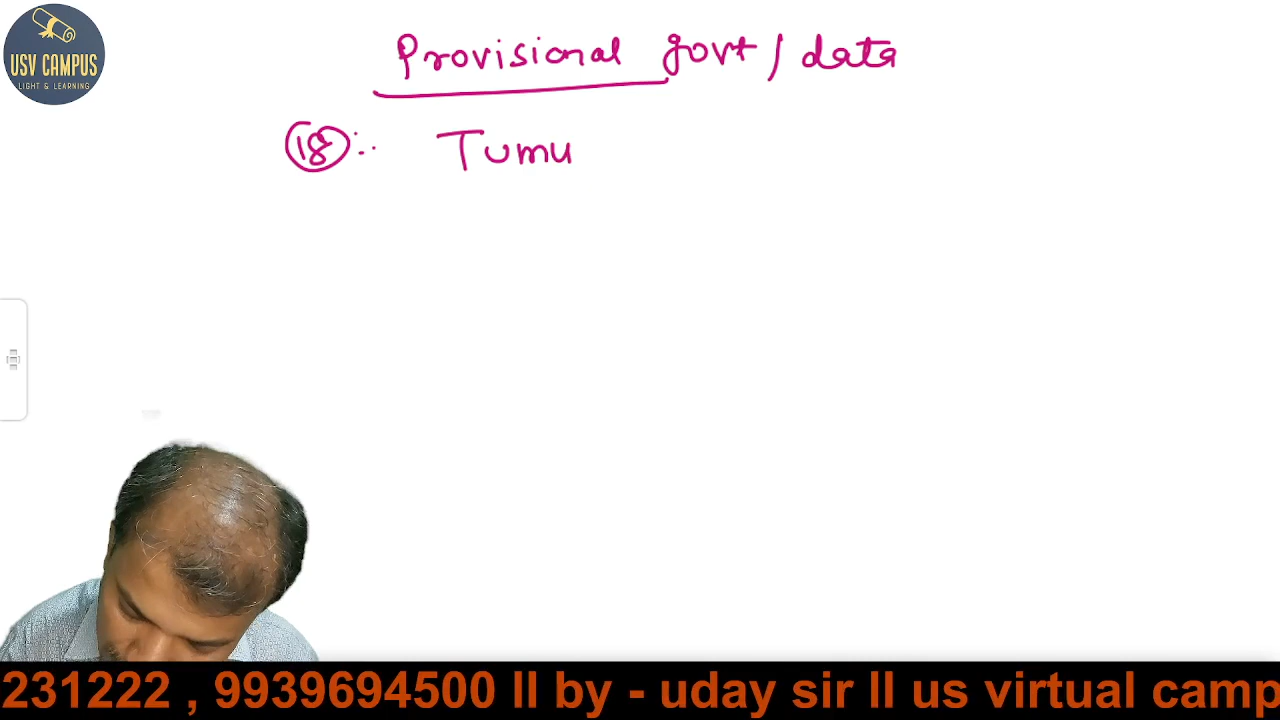 USV CAMPUS
LIGHT & LEARNING
Provisional govt / data
18 :- Tumu
231222 , 9939694500 ll by - uday sir ll us virtual camp